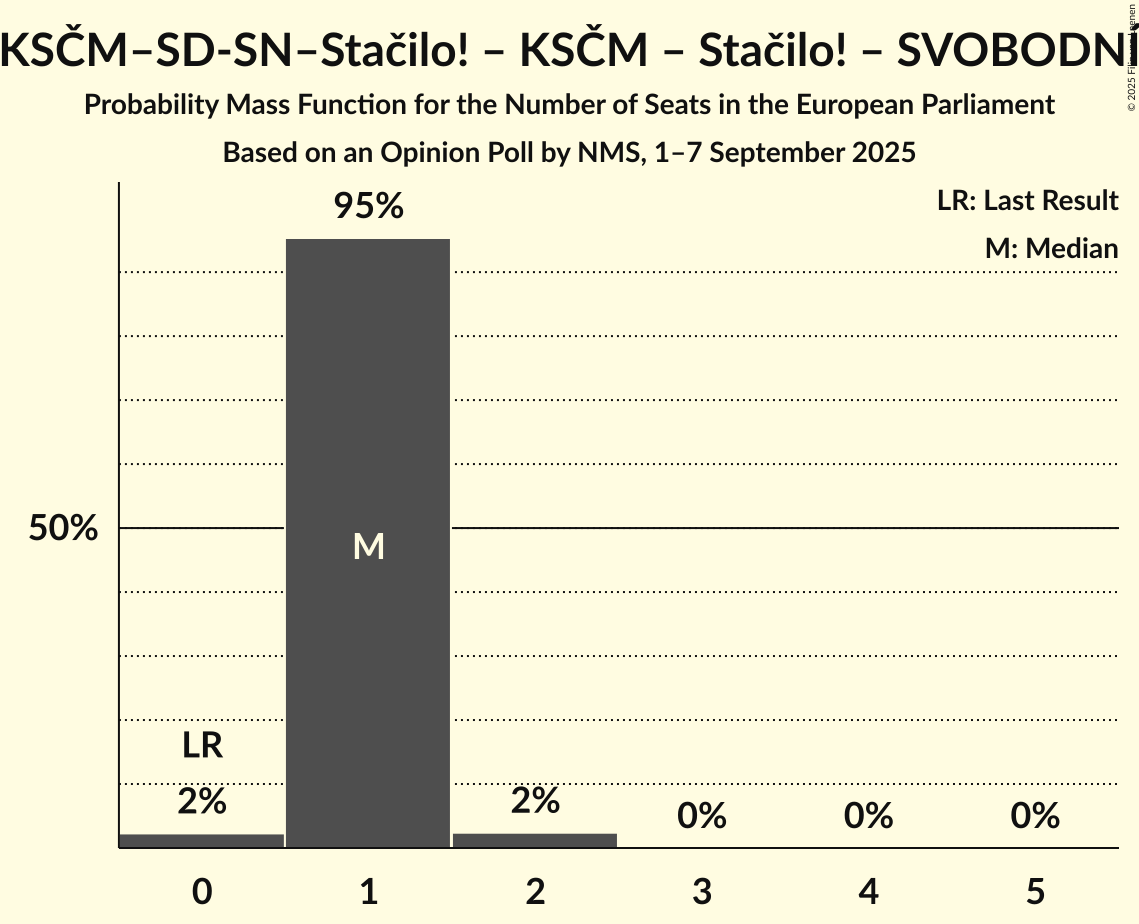 KSČM–SD-SN–Stačilo! – KSČM – Stačilo! – SVOBODNÍ
Probability Mass Function for the Number of Seats in the European Parliament
Based on an Opinion Poll by NMS, 1–7 September 2025
LR: Last Result
M: Median
95%
50%
M
LR
2%
2%
0%
0%
0%
0
1
2
3
4
5
© 2025